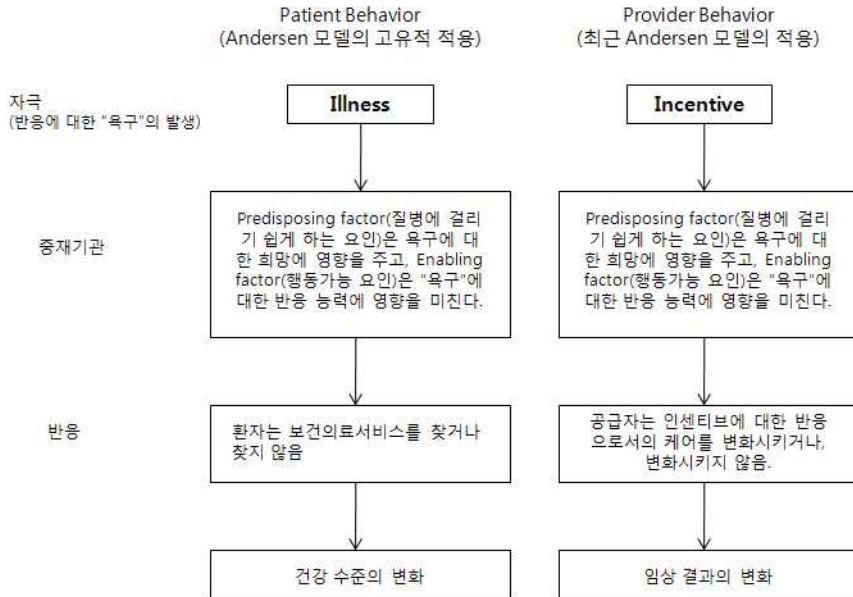 Patient Behavior
(Andersen 모델의 고유적 적용)
Provider Behavior
(최근 Andersen 모델의 적용)
자극
(반응에 대한 “욕구”의 발생)
Illness
Incentive
중재기관
Predisposing factor(질병에 걸리
기 쉽게 하는 요인)은 욕구에 대
한 희망에 영향을 주고, Enabling
factor(행동가능 요인)은 “욕구”에
대한 반응 능력에 영향을 미친다.
Predisposing factor(질병에 걸리
기 쉽게 하는 요인)은 욕구에 대
한 희망에 영향을 주고, Enabling
factor(행동가능 요인)은 “욕구”에
대한 반응 능력에 영향을 미친다.
반응
환자는 보건의료서비스를 찾거나
찾지 않음
공급자는 인센티브에 대한 반응
으로서의 케어를 변화시키거나,
변화시키지 않음.
건강 수준의 변화
임상 결과의 변화